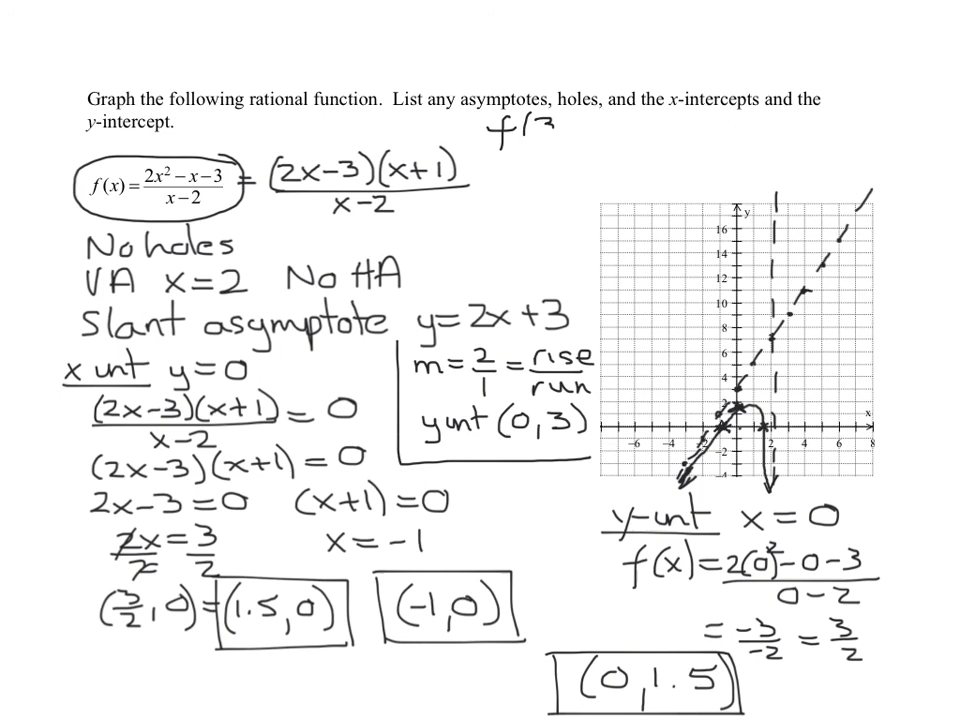 Graph the following rational function. List any asymptotes, holes, and the x-intercepts and the
y-intercept.
f(3
f(x) = 2x² − x − 3 / x − 2 = (2x-3)(x+1) / x-2
No holes
VA x=2 No HA
Slant asymptote y=2x+3
m = 2/1 = rise/run
y int (0,3)
x int y=0
(2x-3)(x+1) / x-2 = 0
(2x-3)(x+1)=0
2x-3=0 (x+1)=0
2x/2 = 3/2 x=-1
(3/2,0)=(1.5,0) (-1,0)
y
16
14
12
10
8
6
4
2
x
-6 -4 -2 2 4 6 8
-2
-4
y-int x=0
f(x)=2(0)²-0-3 / 0-2
= -3/-2 = 3/2
(0,1.5)